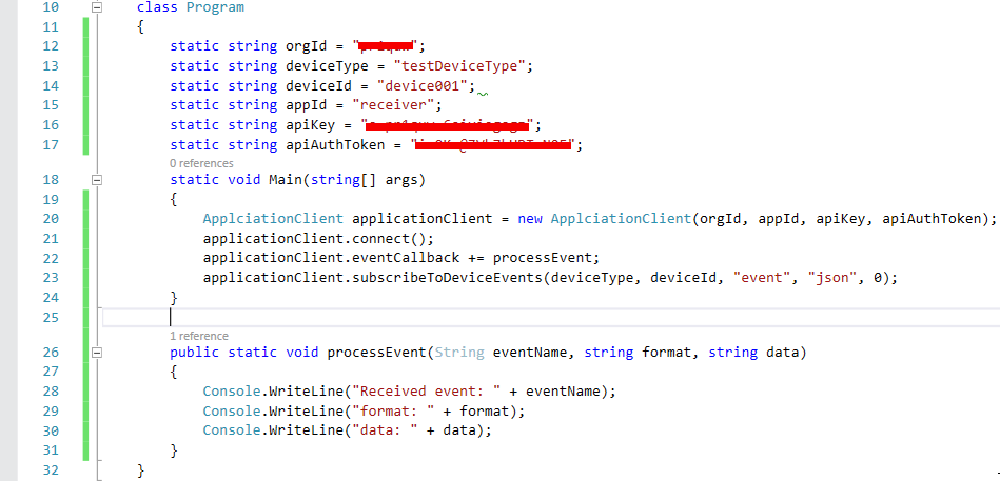 10 class Program
11 {
12 static string orgId = "";
13 static string deviceType = "testDeviceType";
14 static string deviceId = "device001";
15 static string appId = "receiver";
16 static string apiKey = "";
17 static string apiAuthToken = "";
0 references
18 static void Main(string[] args)
19 {
20 ApplciationClient applicationClient = new ApplciationClient(orgId, appId, apiKey, apiAuthToken);
21 applicationClient.connect();
22 applicationClient.eventCallback += processEvent;
23 applicationClient.subscribeToDeviceEvents(deviceType, deviceId, "event", "json", 0);
24 }
25
1 reference
26 public static void processEvent(String eventName, string format, string data)
27 {
28 Console.WriteLine("Received event: " + eventName);
29 Console.WriteLine("format: " + format);
30 Console.WriteLine("data: " + data);
31 }
32 }